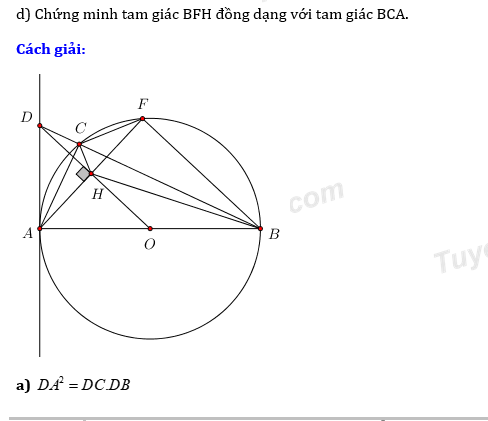 d) Chứng minh tam giác BFH đồng dạng với tam giác BCA.
Cách giải:
D
C
F
H
A
O
B
com
Tuy
a) DA² = DC.DB